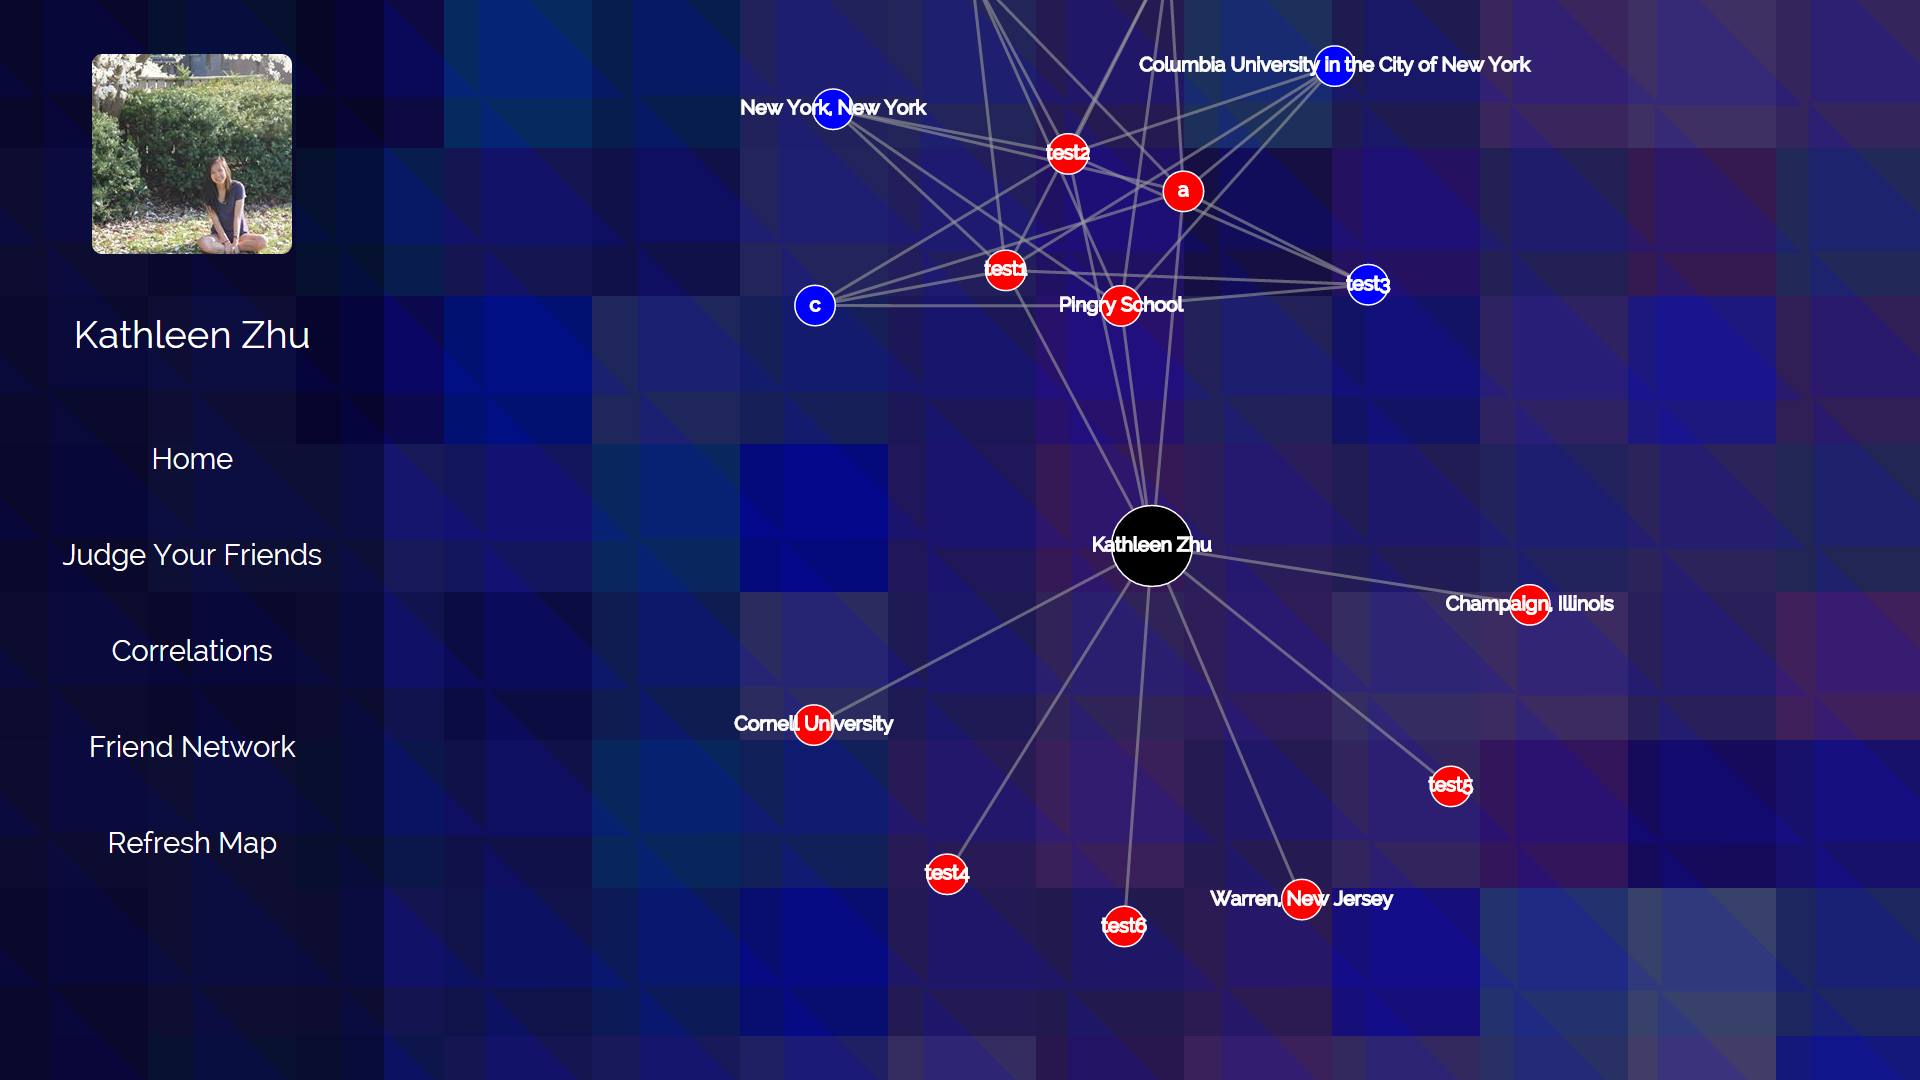 Kathleen Zhu
Home
Judge Your Friends
Correlations
Friend Network
Refresh Map
Columbia University in the City of New York
New York, New York
test2
a
test1
test3
c
Pingry School
Kathleen Zhu
Champaign, Illinois
Cornell University
test5
test4
Warren, New Jersey
test6